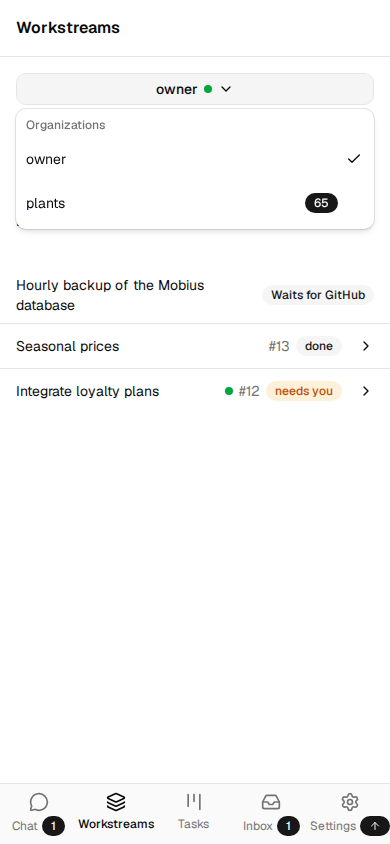 Workstreams
owner
Organizations
owner
plants 65
Hourly backup of the Mobius
database
Waits for GitHub
Seasonal prices #13 done
Integrate loyalty plans #12 needs you
Chat 1 Workstreams Tasks Inbox 1 Settings ↑